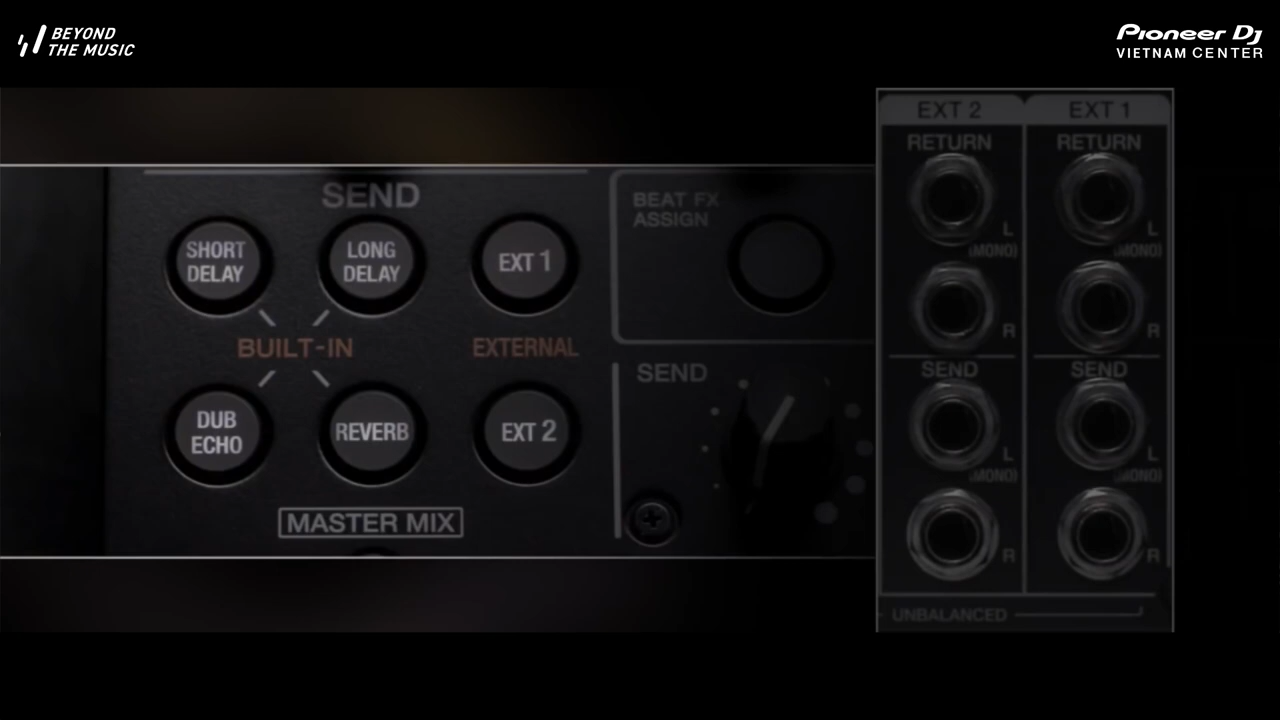 BEYOND
THE MUSIC
Pioneer Dj
VIETNAM CENTER
SEND
SHORT
DELAY
LONG
DELAY
EXT 1
BUILT-IN
EXTERNAL
DUB
ECHO
REVERB
EXT 2
MASTER MIX
BEAT FX
ASSIGN
SEND
EXT 2
EXT 1
RETURN
RETURN
L
(MONO)
L
(MONO)
R
R
SEND
SEND
L
(MONO)
L
(MONO)
R
R
UNBALANCED